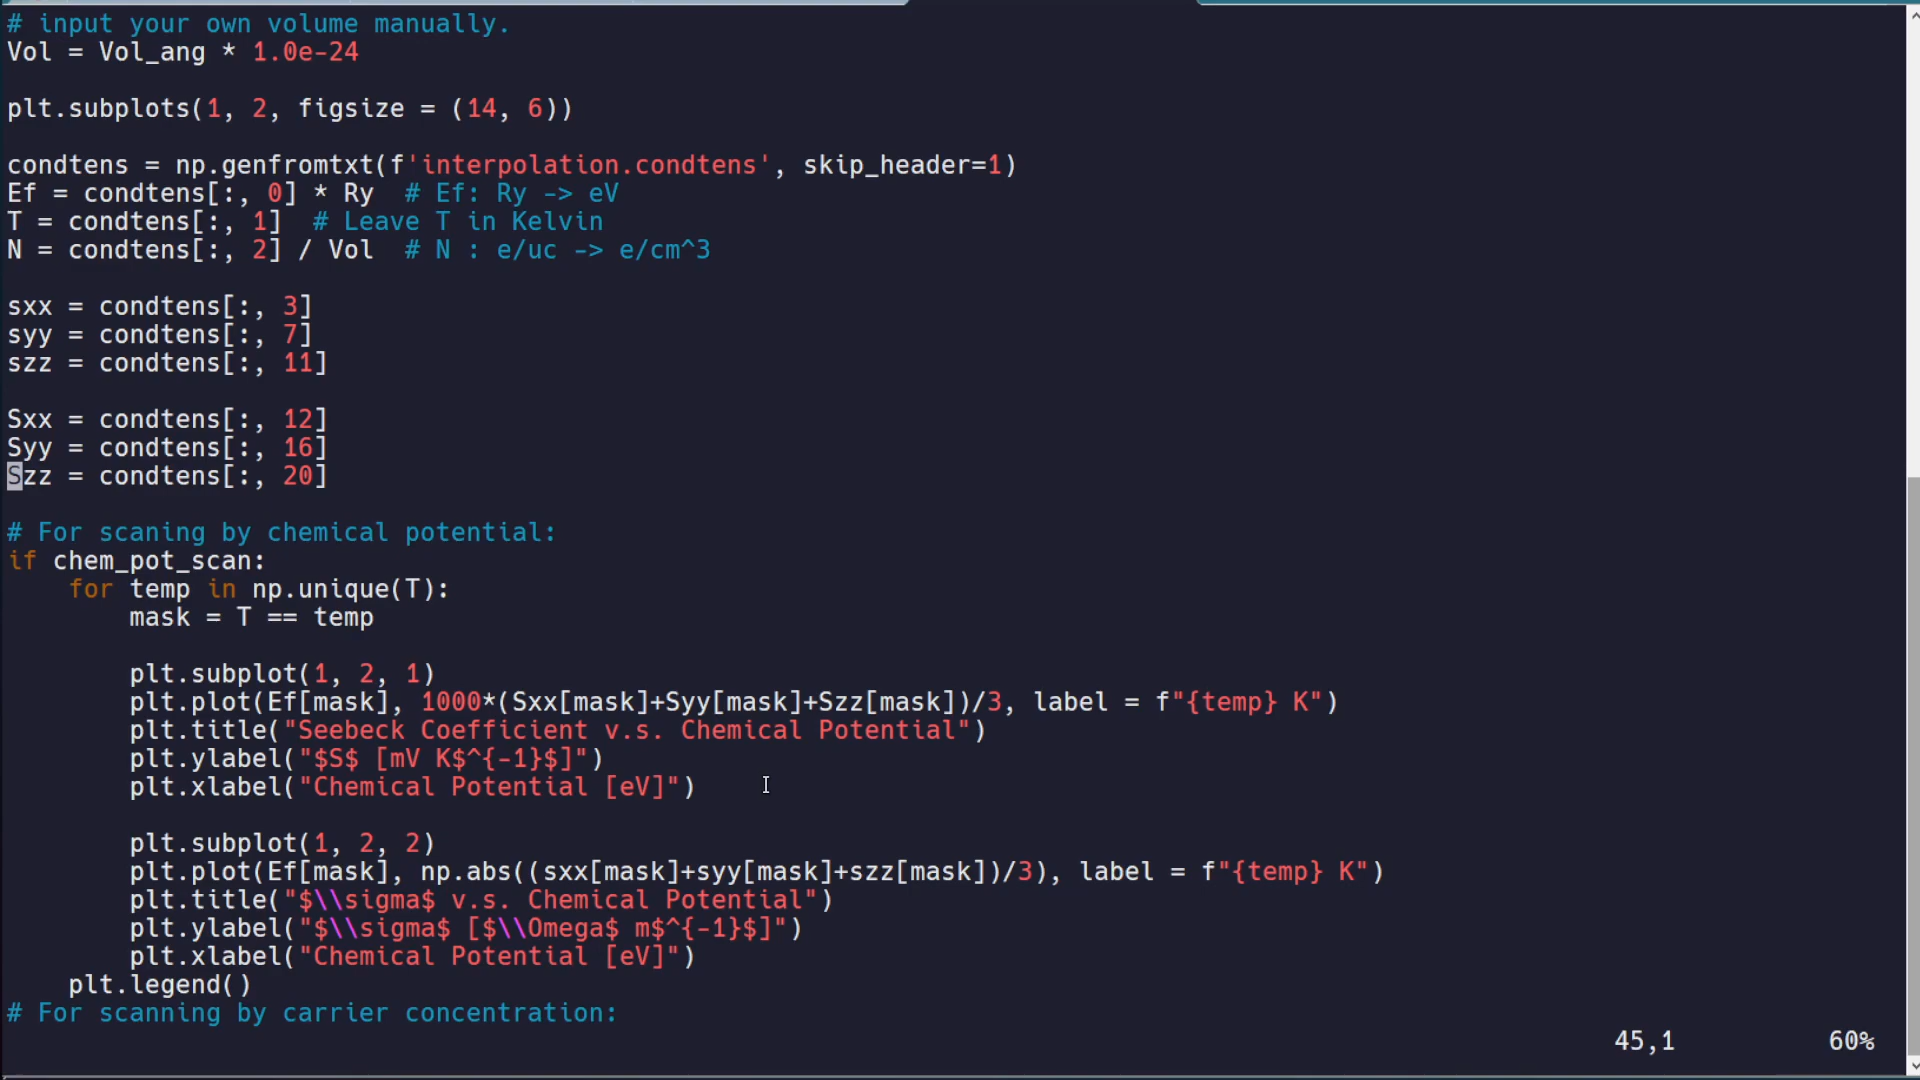 # input your own volume manually.
Vol = Vol_ang * 1.0e-24
plt.subplots(1, 2, figsize = (14, 6))
condtens = np.genfromtxt(f'interpolation.condtens', skip_header=1)
Ef = condtens[:, 0] * Ry  # Ef: Ry -> eV
T = condtens[:, 1]  # Leave T in Kelvin
N = condtens[:, 2] / Vol  # N : e/uc -> e/cm^3
sxx = condtens[:, 3]
syy = condtens[:, 7]
szz = condtens[:, 11]
Sxx = condtens[:, 12]
Syy = condtens[:, 16]
Szz = condtens[:, 20]
# For scaning by chemical potential:
if chem_pot_scan:
    for temp in np.unique(T):
        mask = T == temp
        plt.subplot(1, 2, 1)
        plt.plot(Ef[mask], 1000*(Sxx[mask]+Syy[mask]+Szz[mask])/3, label = f"{temp} K")
        plt.title("Seebeck Coefficient v.s. Chemical Potential")
        plt.ylabel("$S$ [mV K$^{-1}$]")
        plt.xlabel("Chemical Potential [eV]")
        plt.subplot(1, 2, 2)
        plt.plot(Ef[mask], np.abs((sxx[mask]+syy[mask]+szz[mask])/3), label = f"{temp} K")
        plt.title("$\\sigma$ v.s. Chemical Potential")
        plt.ylabel("$\\sigma$ [$\\Omega$ m$^{-1}$]")
        plt.xlabel("Chemical Potential [eV]")
    plt.legend()
# For scanning by carrier concentration:
45,1 60%